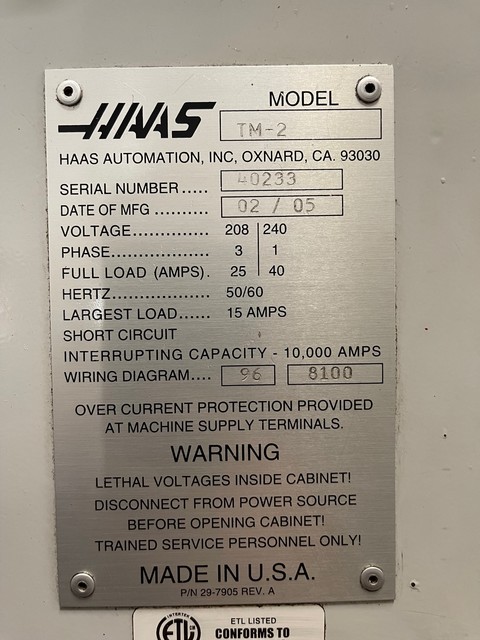 HAAS
MODEL
TM-2
HAAS AUTOMATION, INC, OXNARD, CA. 93030
SERIAL NUMBER ..... 40233
DATE OF MFG .......... 02 / 05
VOLTAGE............... 208 240
PHASE................... 3 1
FULL LOAD (AMPS). 25 40
HERTZ................... 50/60
LARGEST LOAD...... 15 AMPS
SHORT CIRCUIT
INTERRUPTING CAPACITY - 10,000 AMPS
WIRING DIAGRAM.... 96 8100
OVER CURRENT PROTECTION PROVIDED
AT MACHINE SUPPLY TERMINALS.
WARNING
LETHAL VOLTAGES INSIDE CABINET!
DISCONNECT FROM POWER SOURCE
BEFORE OPENING CABINET!
TRAINED SERVICE PERSONNEL ONLY!
MADE IN U.S.A.
P/N 29-7905 REV. A
INTERTEK
ETL
ETL LISTED
CONFORMS TO